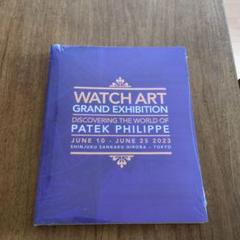 WATCH ART
GRAND EXHIBITION
DISCOVERING THE WORLD OF
PATEK PHILIPPE
JUNE 10 - JUNE 25 2023
SHINJUKU SANKAKU HIROBA - TOKYO